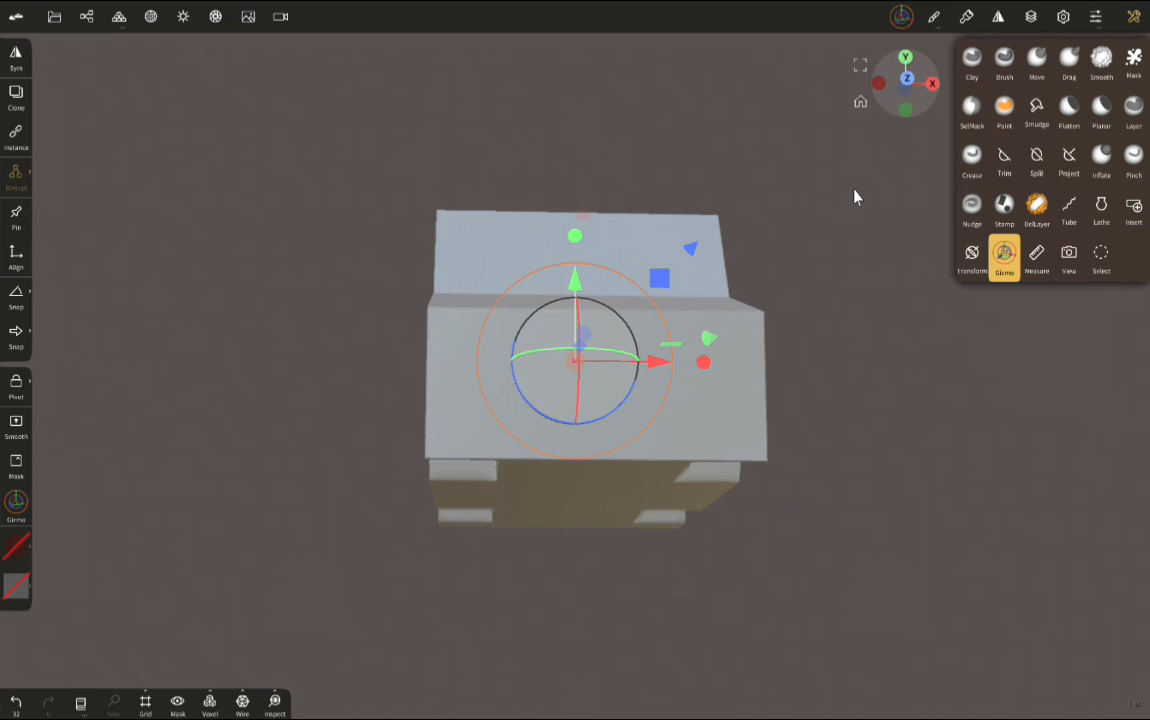 Sym
Clone
Instance
Pin
Align
Snap
Snap
Pivot
Smooth
Mask
Gizmo
Y
Z
X
Clay
Brush
Move
Drag
Smooth
Mask
SelMask
Paint
Smudge
Flatten
Planar
Layer
Crease
Trim
Split
Project
Inflate
Pinch
Nudge
Stamp
DelLayer
Tube
Lathe
Insert
Transform
Gizmo
Measure
View
Select
32
0
Solo
Grid
Mask
Voxel
Wire
Inspect